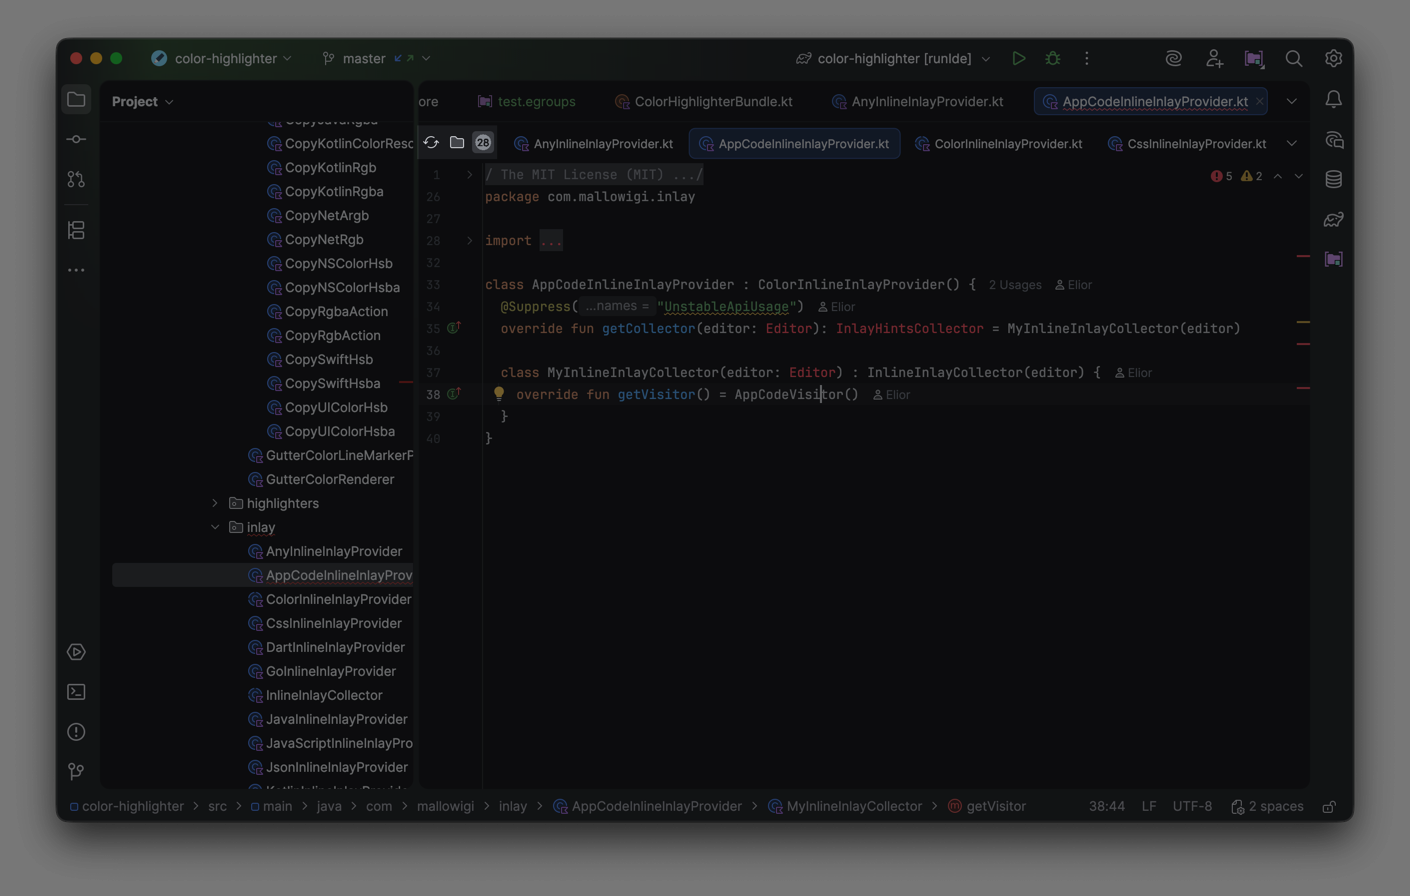 color-highlighter
master
color-highlighter [runIde]
Project
ore
test.egroups
ColorHighlighterBundle.kt
AnyInlineInlayProvider.kt
AppCodeInlineInlayProvider.kt
28
AnyInlineInlayProvider.kt
AppCodeInlineInlayProvider.kt
ColorInlineInlayProvider.kt
CssInlineInlayProvider.kt
CopyJavaRgba
CopyKotlinColorResc
CopyKotlinRgb
CopyKotlinRgba
CopyNetArgb
CopyNetRgb
CopyNSColorHsb
CopyNSColorHsba
CopyRgbaAction
CopyRgbAction
CopySwiftHsb
CopySwiftHsba
CopyUIColorHsb
CopyUIColorHsba
GutterColorLineMarkerP
GutterColorRenderer
highlighters
inlay
AnyInlineInlayProvider
AppCodeInlineInlayProv
ColorInlineInlayProvider
CssInlineInlayProvider
DartInlineInlayProvider
GoInlineInlayProvider
InlineInlayCollector
JavaInlineInlayProvider
JavaScriptInlineInlayPro
JsonInlineInlayProvider
1 / The MIT License (MIT) .../
5 2
26 package com.mallowigi.inlay
27
28 import ...
32
33 class AppCodeInlineInlayProvider : ColorInlineInlayProvider() { 2 Usages Elior
34 @Suppress( ...names = "UnstableApiUsage") Elior
35 override fun getCollector(editor: Editor): InlayHintsCollector = MyInlineInlayCollector(editor)
36
37 class MyInlineInlayCollector(editor: Editor) : InlineInlayCollector(editor) { Elior
38 override fun getVisitor() = AppCodeVisitor() Elior
39 }
40 }
color-highlighter > src > main > java > com > mallowigi > inlay > AppCodeInlineInlayProvider > MyInlineInlayCollector > getVisitor
38:44 LF UTF-8 2 spaces